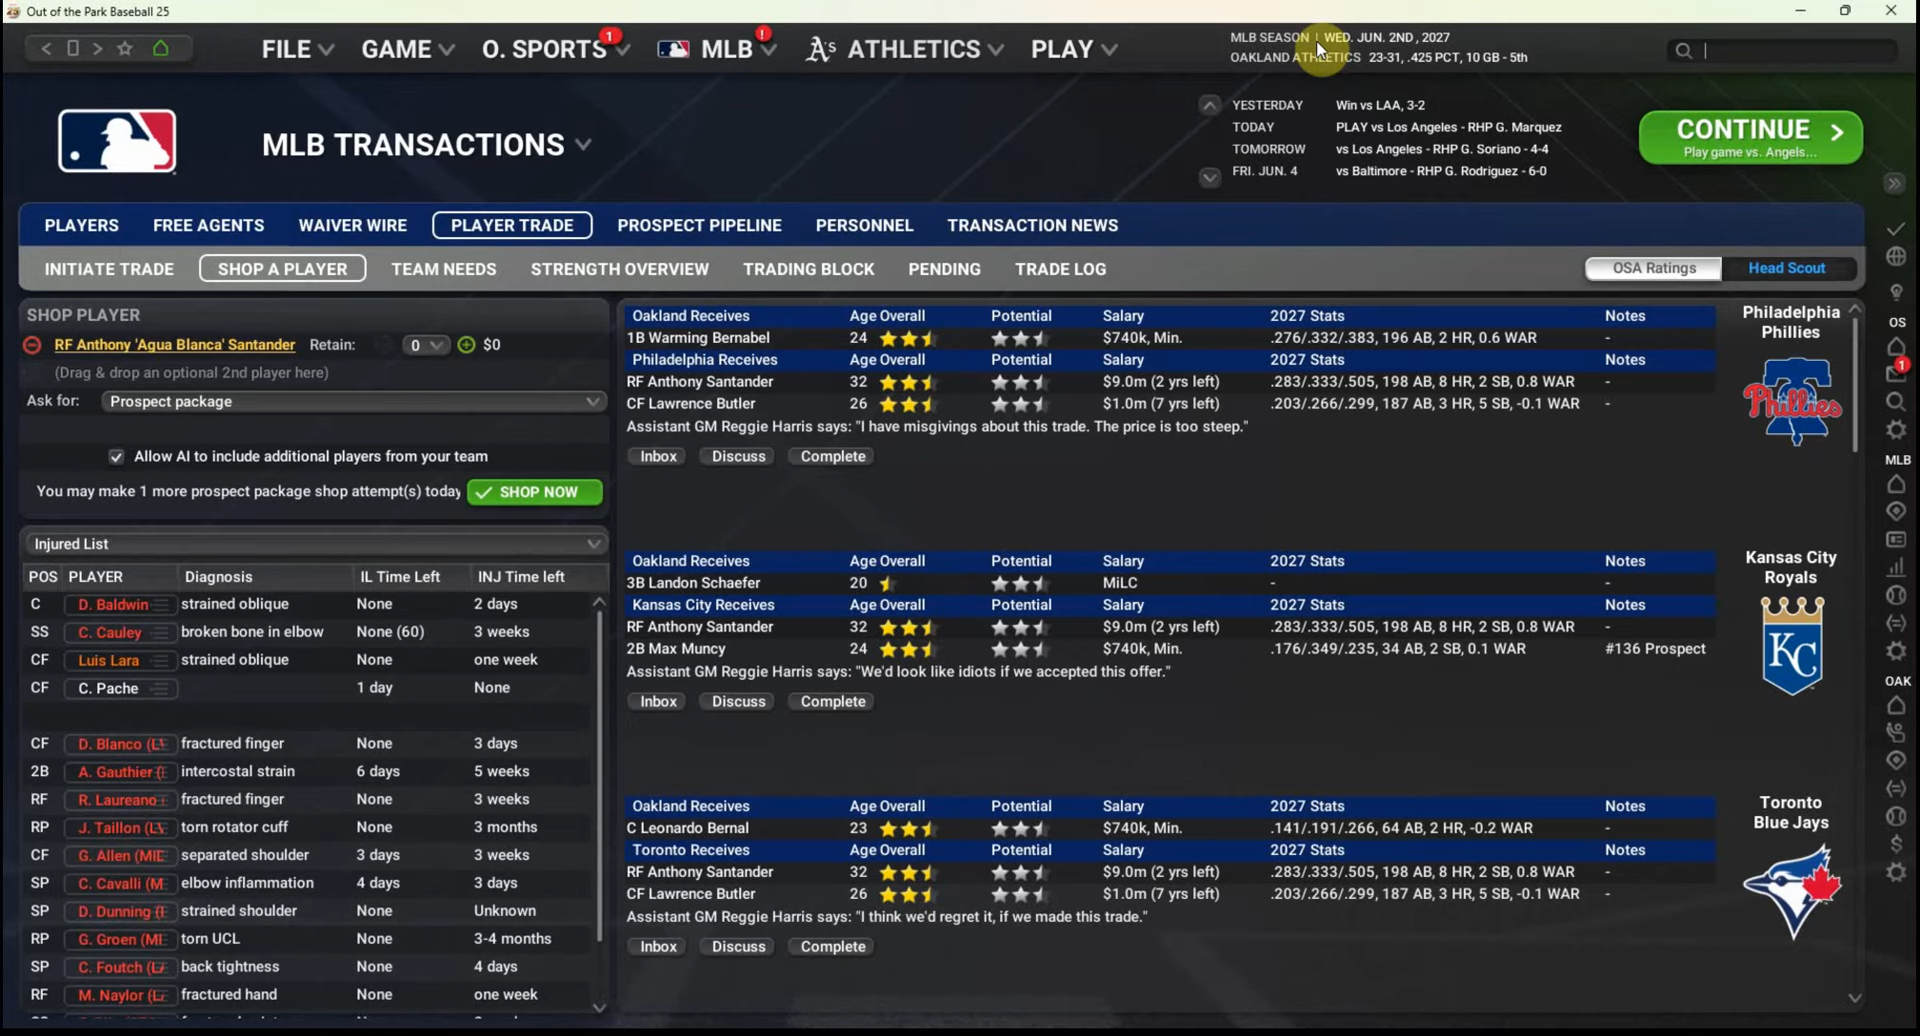 Out of the Park Baseball 25
FILE
GAME
O. SPORTS
1
MLB
!
A's ATHLETICS
PLAY
MLB SEASON | WED. JUN. 2ND , 2027
OAKLAND ATHLETICS 23-31, .425 PCT, 10 GB - 5th
MLB TRANSACTIONS
YESTERDAY Win vs LAA, 3-2
TODAY PLAY vs Los Angeles - RHP G. Marquez
TOMORROW vs Los Angeles - RHP G. Soriano - 4-4
FRI. JUN. 4 vs Baltimore - RHP G. Rodriguez - 6-0
CONTINUE
Play game vs. Angels...
PLAYERS FREE AGENTS WAIVER WIRE PLAYER TRADE PROSPECT PIPELINE PERSONNEL TRANSACTION NEWS
INITIATE TRADE SHOP A PLAYER TEAM NEEDS STRENGTH OVERVIEW TRADING BLOCK PENDING TRADE LOG
OSA Ratings Head Scout
SHOP PLAYER
RF Anthony 'Agua Blanca' Santander Retain: 0 $0
(Drag & drop an optional 2nd player here)
Ask for: Prospect package
Allow AI to include additional players from your team
You may make 1 more prospect package shop attempt(s) today
SHOP NOW
Injured List
POS PLAYER Diagnosis IL Time Left INJ Time left
C D. Baldwin strained oblique None 2 days
SS C. Cauley broken bone in elbow None (60) 3 weeks
CF Luis Lara strained oblique None one week
CF C. Pache 1 day None
CF D. Blanco fractured finger None 3 days
2B A. Gauthier intercostal strain 6 days 5 weeks
RF R. Laureano fractured finger None 3 weeks
RP J. Taillon torn rotator cuff None 3 months
CF G. Allen (MIE separated shoulder 3 days 3 weeks
SP C. Cavalli elbow inflammation 4 days 3 days
SP D. Dunning strained shoulder None Unknown
RP G. Groen torn UCL None 3-4 months
SP C. Foutch back tightness None 4 days
RF M. Naylor fractured hand None one week
Oakland Receives Age Overall Potential Salary 2027 Stats Notes
1B Warming Bernabel 24 $740k, Min. .276/.332/.383, 196 AB, 2 HR, 0.6 WAR -
Philadelphia Receives Age Overall Potential Salary 2027 Stats Notes
RF Anthony Santander 32 $9.0m (2 yrs left) .283/.333/.505, 198 AB, 8 HR, 2 SB, 0.8 WAR -
CF Lawrence Butler 26 $1.0m (7 yrs left) .203/.266/.299, 187 AB, 3 HR, 5 SB, -0.1 WAR -
Assistant GM Reggie Harris says: "I have misgivings about this trade. The price is too steep."
Inbox Discuss Complete
Philadelphia
Phillies
Phillies
Oakland Receives Age Overall Potential Salary 2027 Stats Notes
3B Landon Schaefer 20 MiLC - -
Kansas City Receives Age Overall Potential Salary 2027 Stats Notes
RF Anthony Santander 32 $9.0m (2 yrs left) .283/.333/.505, 198 AB, 8 HR, 2 SB, 0.8 WAR -
2B Max Muncy 24 $740k, Min. .176/.349/.235, 34 AB, 2 SB, 0.1 WAR #136 Prospect
Assistant GM Reggie Harris says: "We'd look like idiots if we accepted this offer."
Inbox Discuss Complete
Kansas City
Royals
KC
Oakland Receives Age Overall Potential Salary 2027 Stats Notes
C Leonardo Bernal 23 $740k, Min. .141/.191/.266, 64 AB, 2 HR, -0.2 WAR -
Toronto Receives Age Overall Potential Salary 2027 Stats Notes
RF Anthony Santander 32 $9.0m (2 yrs left) .283/.333/.505, 198 AB, 8 HR, 2 SB, 0.8 WAR -
CF Lawrence Butler 26 $1.0m (7 yrs left) .203/.266/.299, 187 AB, 3 HR, 5 SB, -0.1 WAR -
Assistant GM Reggie Harris says: "I think we'd regret it, if we made this trade."
Inbox Discuss Complete
Toronto
Blue Jays
OS
1
MLB
OAK